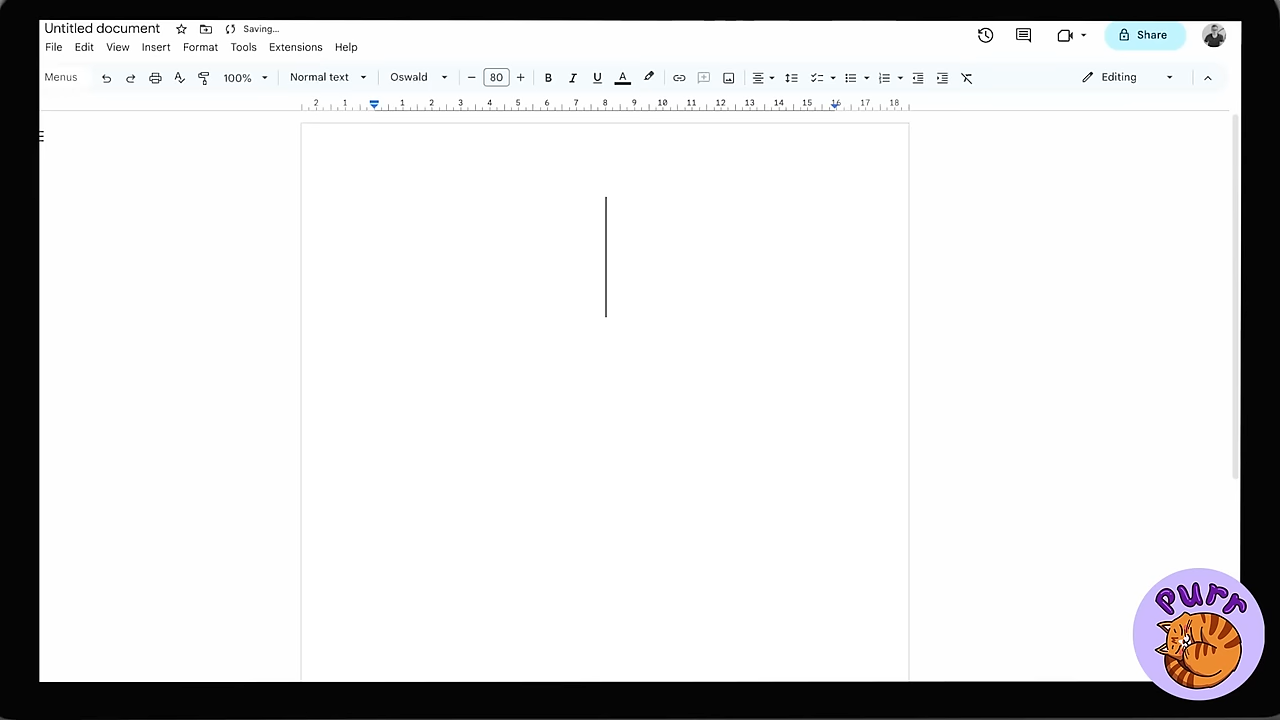 Untitled document Saving...
File Edit View Insert Format Tools Extensions Help
Share
Menus 100% Normal text Oswald 80 Editing
2 1 1 2 3 4 5 6 7 8 9 10 11 12 13 14 15 16 17 18
purr